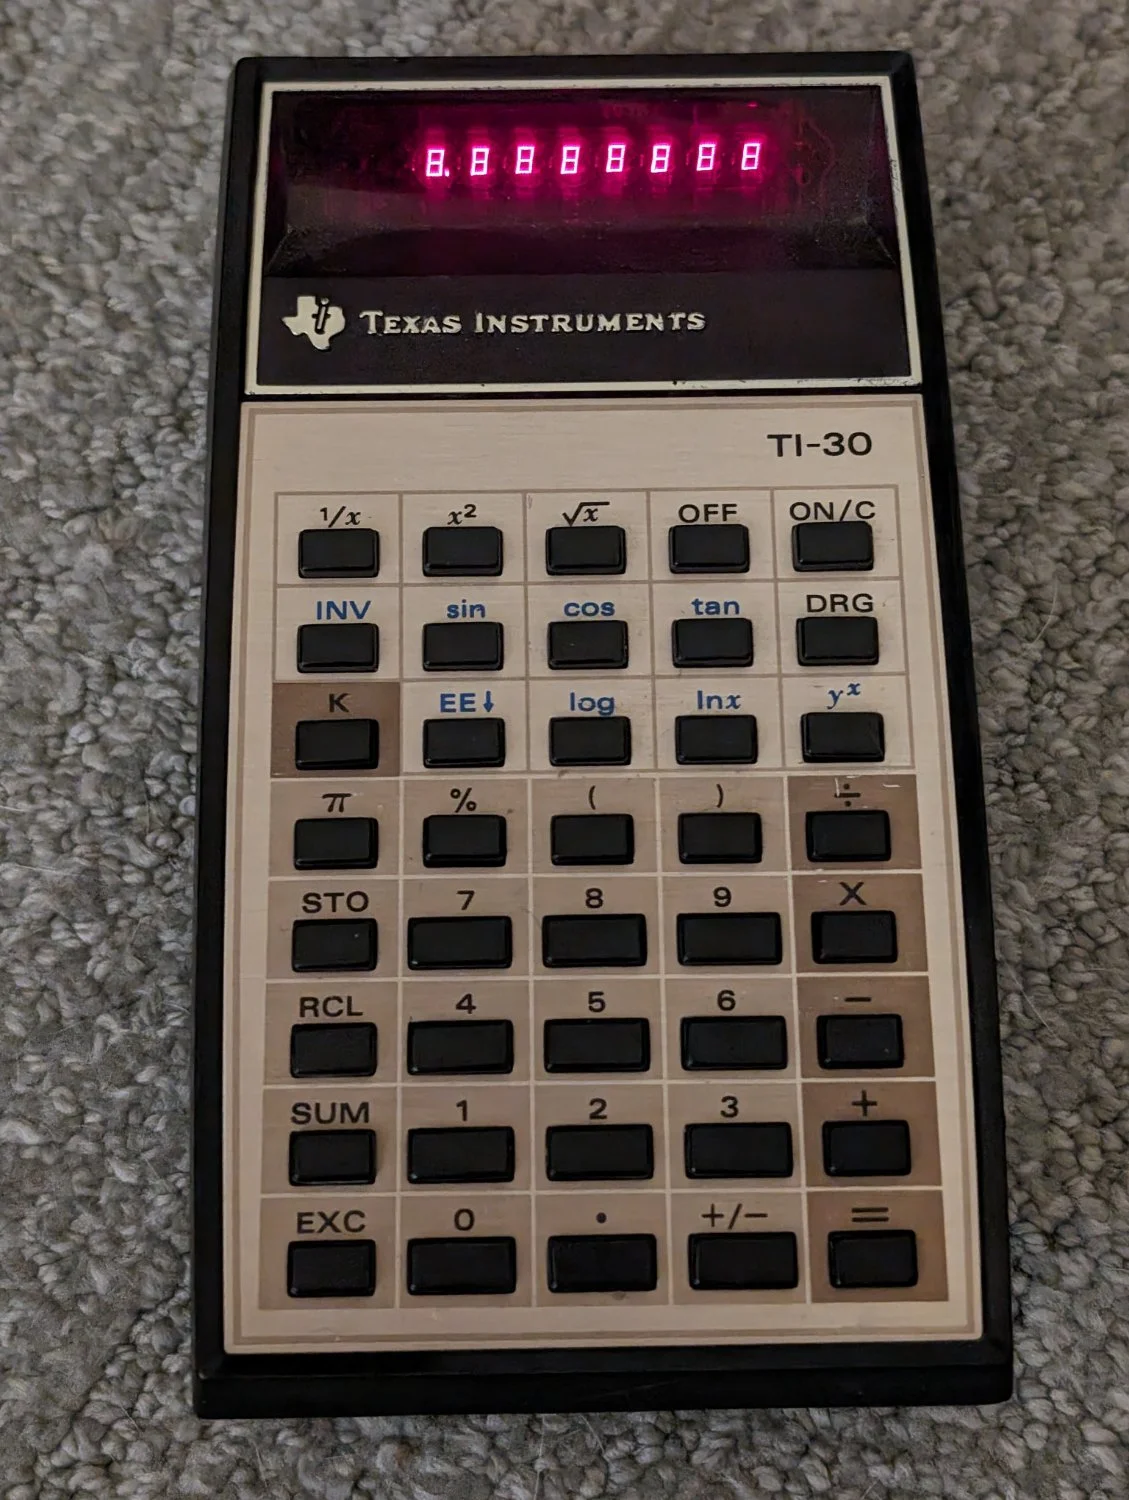 8.8888888
TEXAS INSTRUMENTS
TI-30
1/x x² √x OFF ON/C
INV sin cos tan DRG
K EE↓ log lnx yˣ
π % ( ) ÷
STO 7 8 9 X
RCL 4 5 6 −
SUM 1 2 3 +
EXC 0 • +/− =